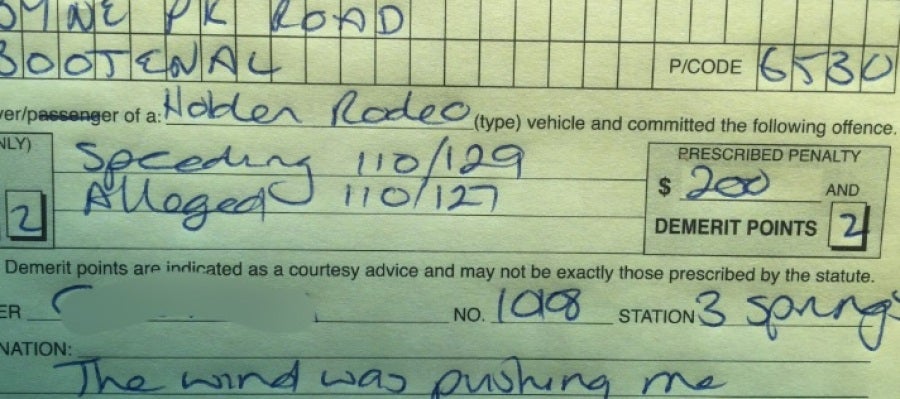 OMINE PK ROAD
BOOTENAL P/CODE 6530
er/passenger of a: Holden Rodeo (type) vehicle and committed the following offence.
NLY) Speeding 110/129 PRESCRIBED PENALTY
2 Alleged 110/127 $ 200 AND
DEMERIT POINTS 2
Demerit points are indicated as a courtesy advice and may not be exactly those prescribed by the statute.
ER NO. 1018 STATION 3 Springs
NATION:
The wind was pushing me